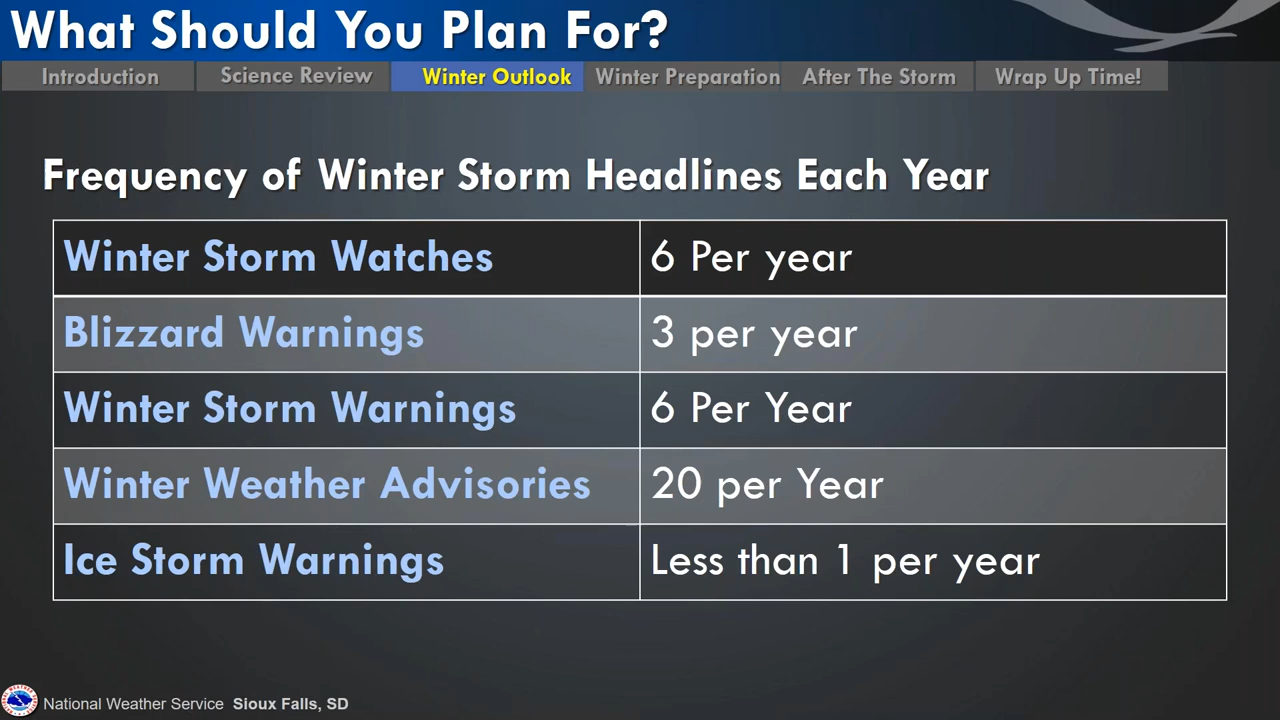 What Should You Plan For?
Introduction Science Review Winter Outlook Winter Preparation After The Storm Wrap Up Time!
Frequency of Winter Storm Headlines Each Year
Winter Storm Watches 6 Per year
Blizzard Warnings 3 per year
Winter Storm Warnings 6 Per Year
Winter Weather Advisories 20 per Year
Ice Storm Warnings Less than 1 per year
National Weather Service Sioux Falls, SD